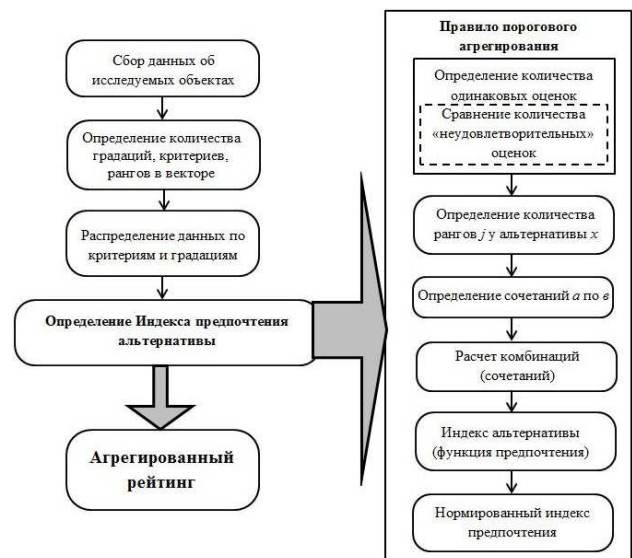 Сбор данных об
исследуемых объектах
Определение количества
градаций, критериев,
рангов в векторе
Распределение данных по
критериям и градациям
Определение Индекса предпочтения
альтернативы
Агрегированный
рейтинг
Правило порогового
агрегирования
Определение количества
одинаковых оценок
Сравнение количества
«неудовлетворительных»
оценок
Определение количества
рангов j у альтернативы x
Определение сочетаний а по в
Расчет комбинаций
(сочетаний)
Индекс альтернативы
(функция предпочтения)
Нормированный индекс
предпочтения